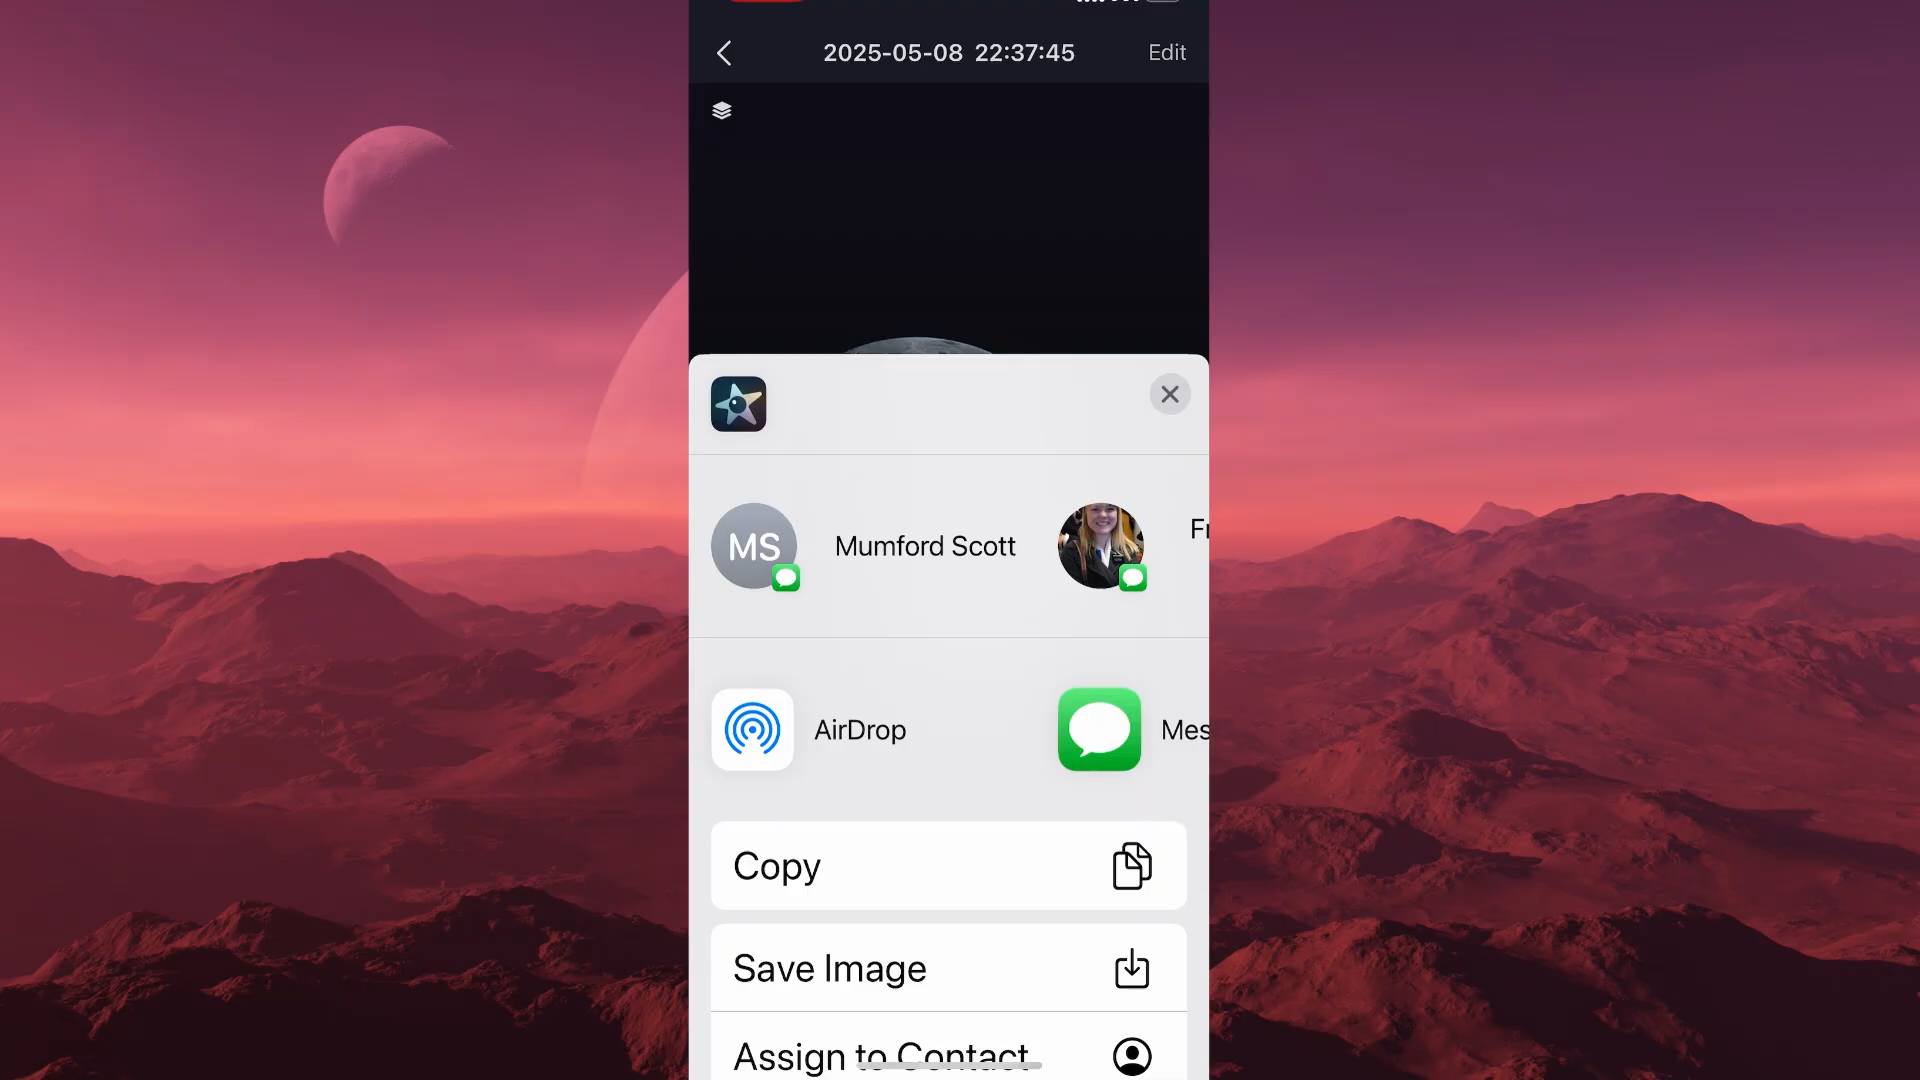 2025-05-08 22:37:45
Edit
MS
Mumford Scott
AirDrop
Copy
Save Image
Assign to Contact